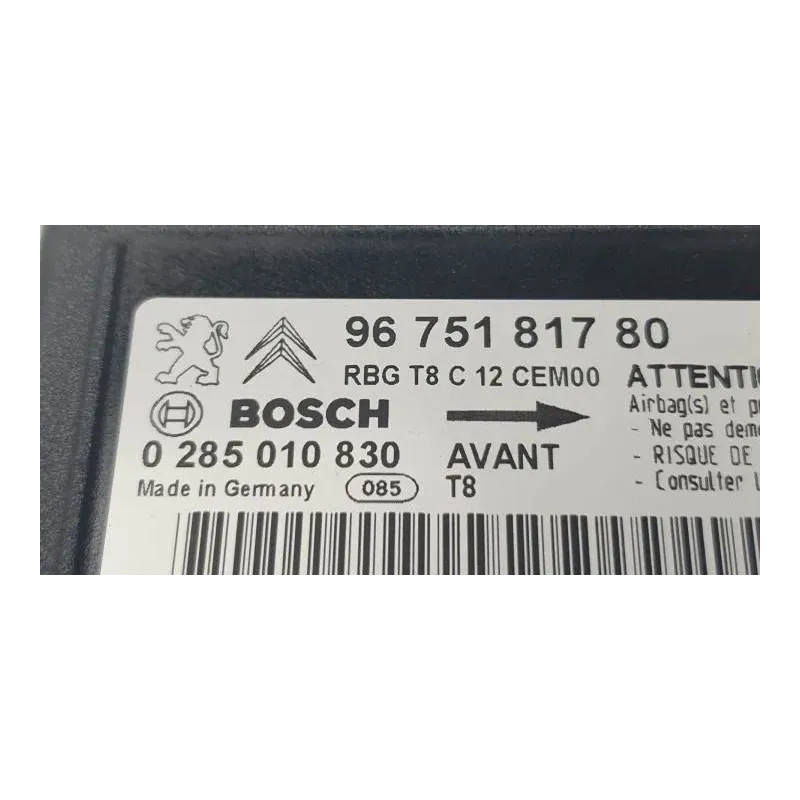 96 751 817 80
RBG T8 C 12 CEM00
BOSCH
0 285 010 830
Made in Germany 085
AVANT
T8
Airbag(s) et
- Ne pas
- RISQUE DE
- Consulter